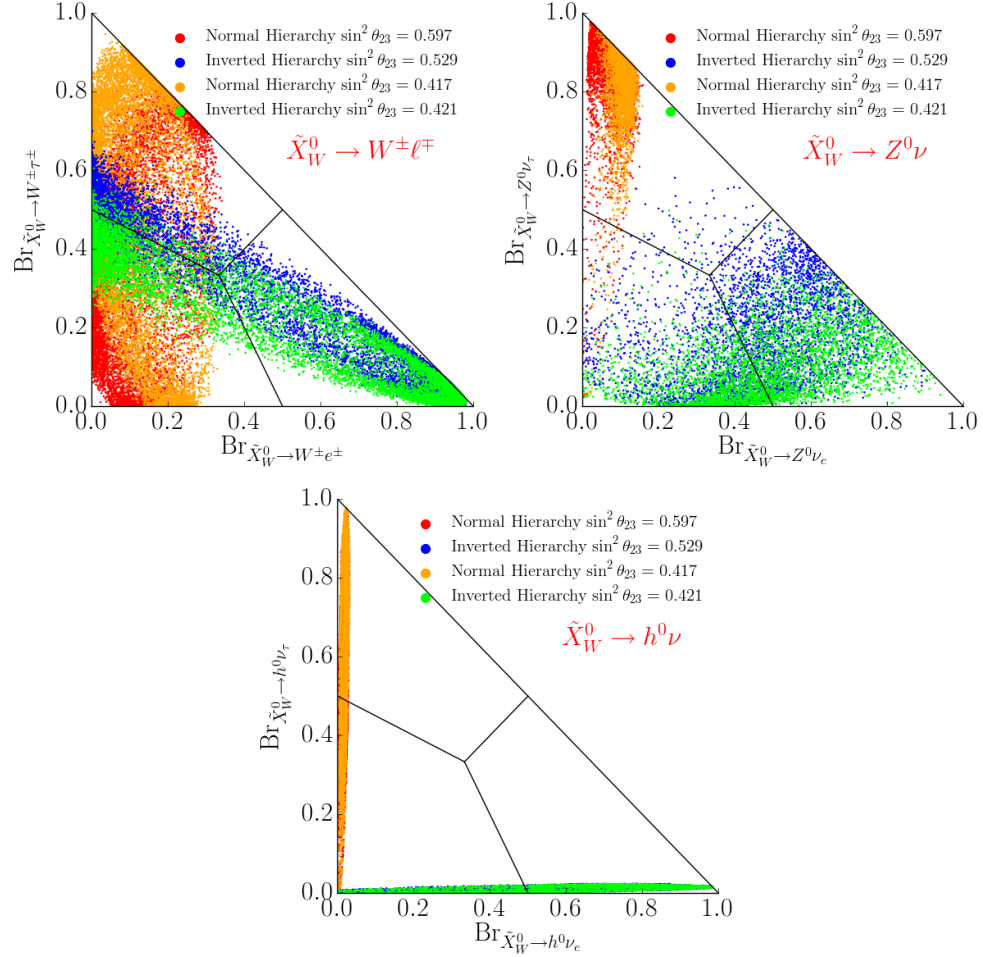 1.0
0.8
0.6
0.4
0.2
0.0
0.0 0.2 0.4 0.6 0.8 1.0
Br_{X̃⁰_W→W^±τ^±}
Br_{X̃⁰_W→W^±e^±}
Normal Hierarchy sin² θ₂₃ = 0.597
Inverted Hierarchy sin² θ₂₃ = 0.529
Normal Hierarchy sin² θ₂₃ = 0.417
Inverted Hierarchy sin² θ₂₃ = 0.421
X̃⁰_W → W^±ℓ^∓
1.0
0.8
0.6
0.4
0.2
0.0
0.0 0.2 0.4 0.6 0.8 1.0
Br_{X̃⁰_W→Z⁰ν_τ}
Br_{X̃⁰_W→Z⁰ν_e}
Normal Hierarchy sin² θ₂₃ = 0.597
Inverted Hierarchy sin² θ₂₃ = 0.529
Normal Hierarchy sin² θ₂₃ = 0.417
Inverted Hierarchy sin² θ₂₃ = 0.421
X̃⁰_W → Z⁰ν
1.0
0.8
0.6
0.4
0.2
0.0
0.0 0.2 0.4 0.6 0.8 1.0
Br_{X̃⁰_W→h⁰ν_τ}
Br_{X̃⁰_W→h⁰ν_e}
Normal Hierarchy sin² θ₂₃ = 0.597
Inverted Hierarchy sin² θ₂₃ = 0.529
Normal Hierarchy sin² θ₂₃ = 0.417
Inverted Hierarchy sin² θ₂₃ = 0.421
X̃⁰_W → h⁰ν